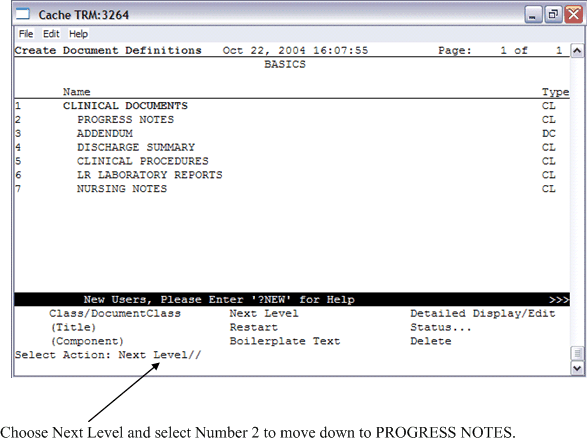 Cache TRM:3264
File Edit Help
Create Document Definitions Oct 22, 2004 16:07:55 Page: 1 of 1
BASICS
Name Type
1 CLINICAL DOCUMENTS CL
2 PROGRESS NOTES CL
3 ADDENDUM DC
4 DISCHARGE SUMMARY CL
5 CLINICAL PROCEDURES CL
6 LR LABORATORY REPORTS CL
7 NURSING NOTES CL
New Users, Please Enter '?NEW' for Help >>>
Class/DocumentClass Next Level Detailed Display/Edit
(Title) Restart Status...
(Component) Boilerplate Text Delete
Select Action: Next Level//
Choose Next Level and select Number 2 to move down to PROGRESS NOTES.